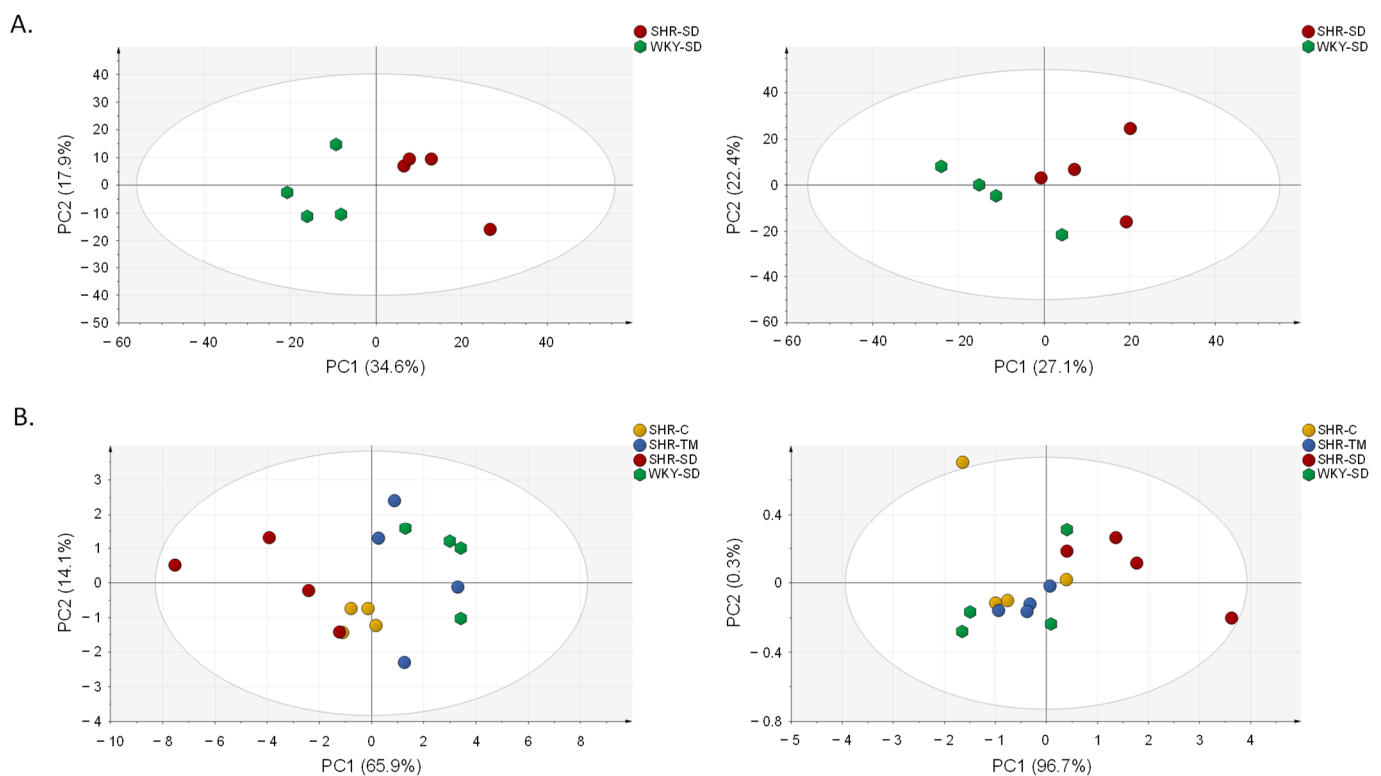 A.
SHR-SD
WKY-SD
40
30
20
10
0
− 10
− 20
− 30
− 40
− 50
PC2 (17.9%)
− 60
− 40
− 20
0
20
40
PC1 (34.6%)
SHR-SD
WKY-SD
40
20
0
− 20
− 40
− 60
PC2 (22.4%)
− 60
− 40
− 20
0
20
40
PC1 (27.1%)
B.
SHR-C
SHR-TM
SHR-SD
WKY-SD
3
2
1
0
− 1
− 2
− 3
− 4
PC2 (14.1%)
− 10
− 8
− 6
− 4
− 2
0
2
4
6
8
PC1 (65.9%)
SHR-C
SHR-TM
SHR-SD
WKY-SD
0.4
0
− 0.4
− 0.8
PC2 (0.3%)
− 5
− 4
− 3
− 2
− 1
0
1
2
3
4
PC1 (96.7%)